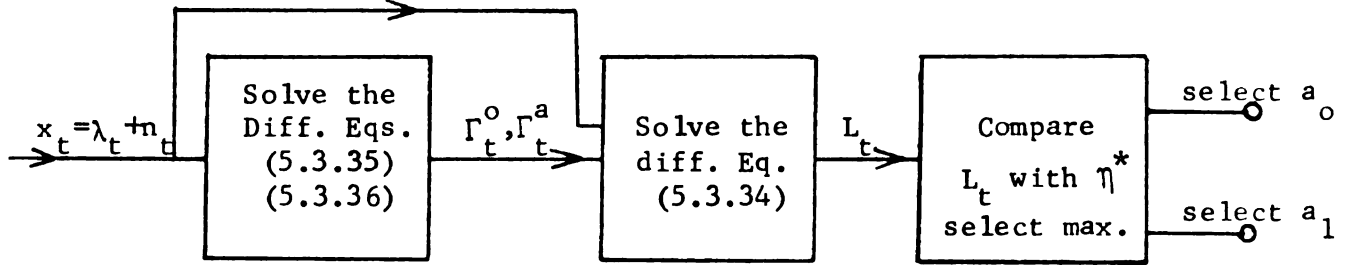 x_t=λ_t+n_t
Solve the
Diff. Eqs.
(5.3.35)
(5.3.36)
Γ_t^o,Γ_t^a
Solve the
diff. Eq.
(5.3.34)
L_t
Compare
L_t with η*
select max.
select a_o
select a_1